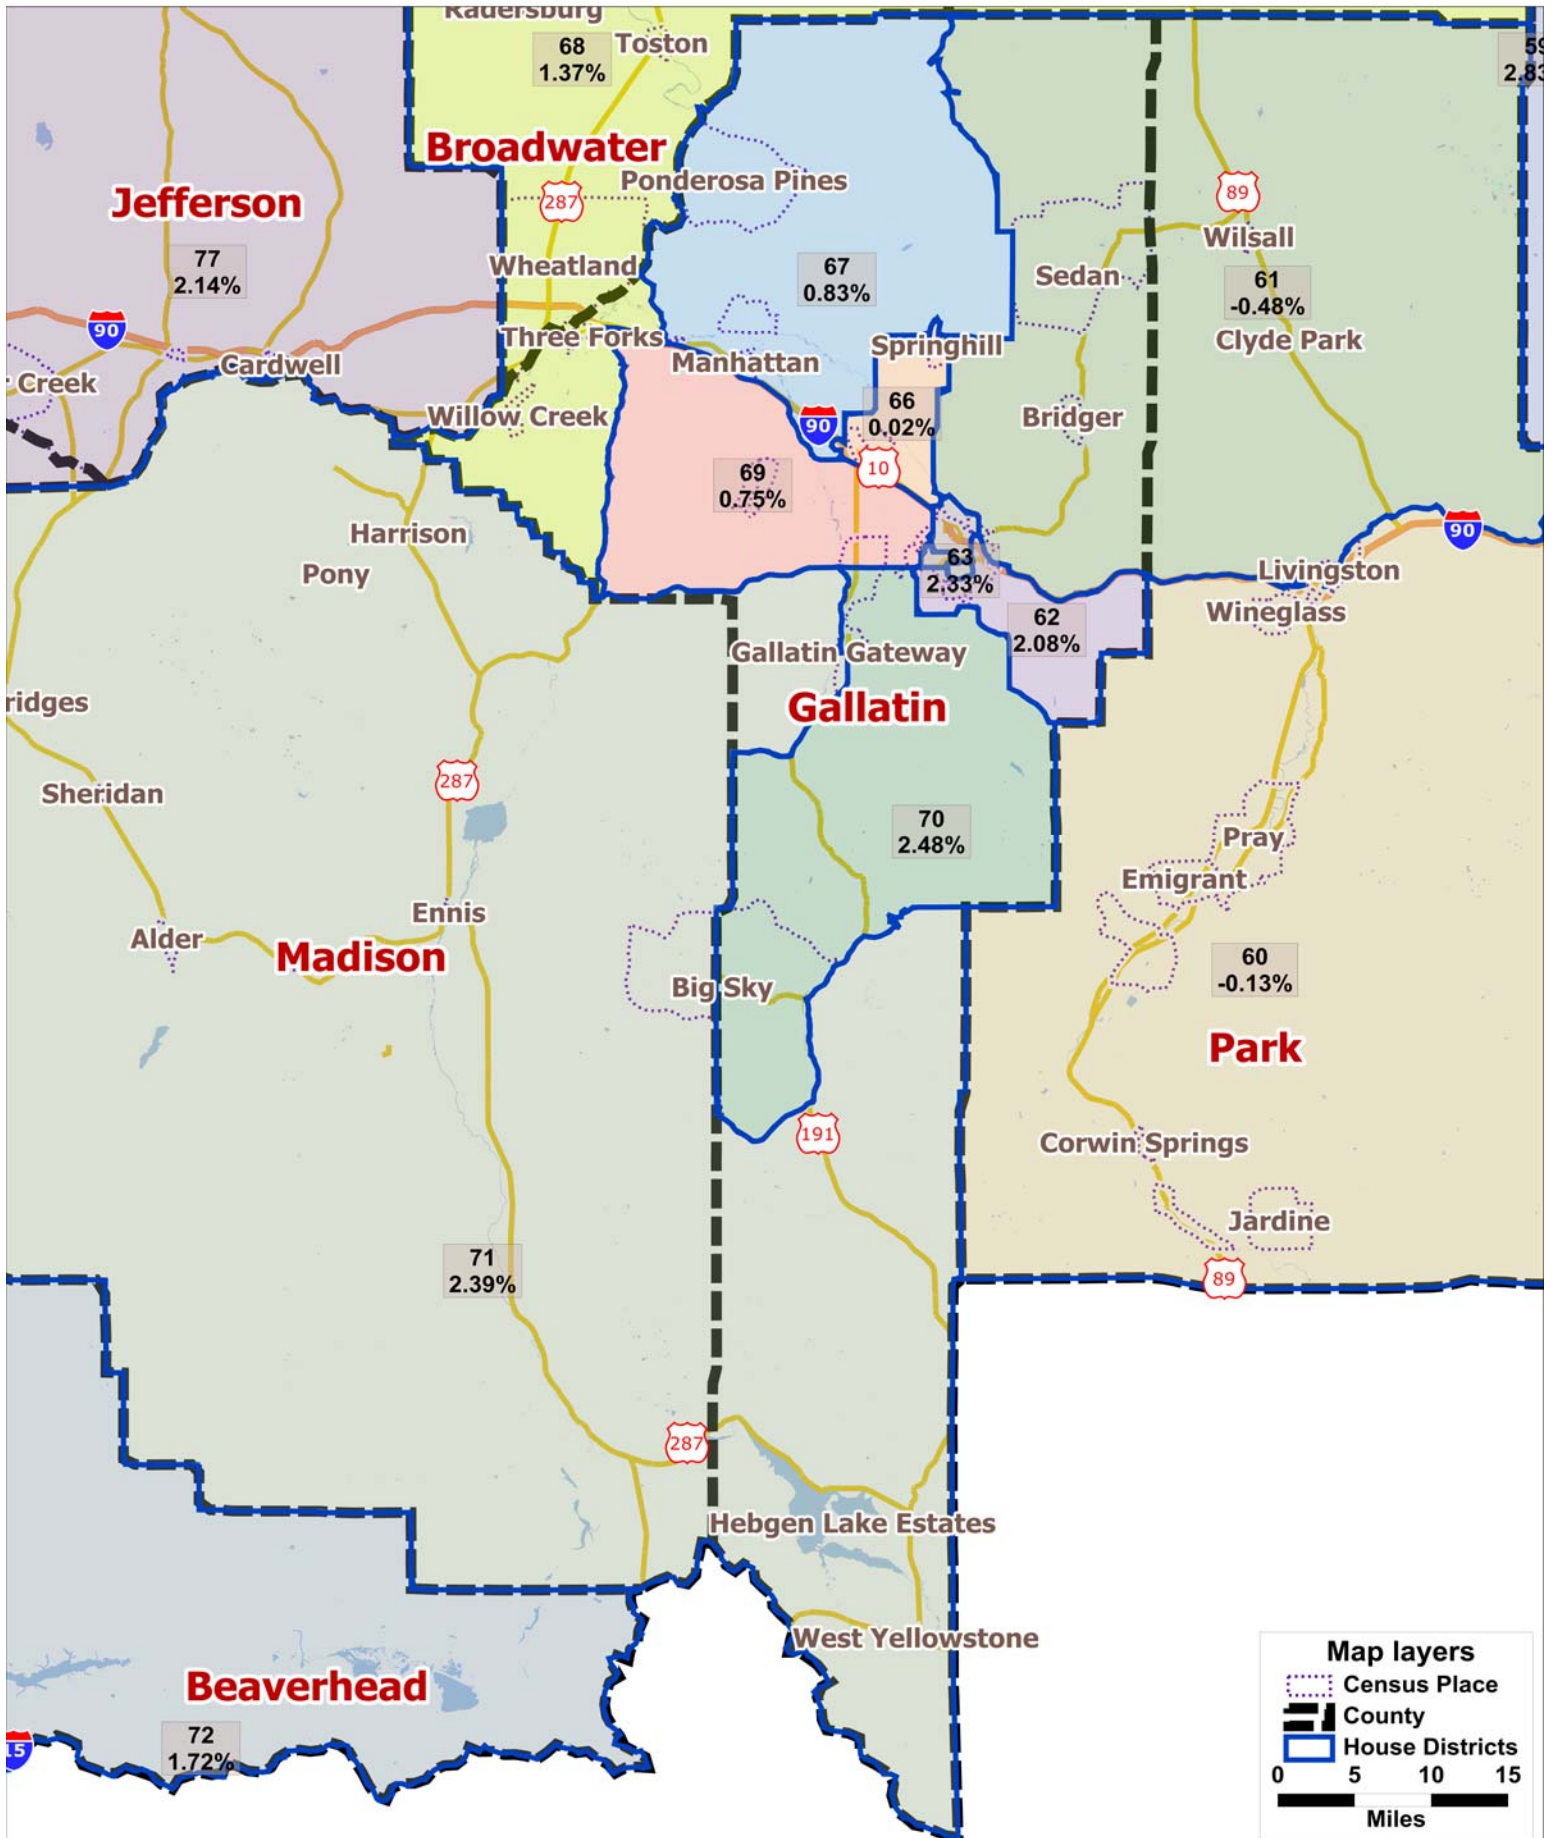 Radersburg
68
1.37%
Toston
59
2.83
Broadwater
Ponderosa Pines
Jefferson
287
89
77
2.14%
Wheatland
67
0.83%
Sedan
Wilsall
61
-0.48%
90
Three Forks
Manhattan
Springhill
Clyde Park
Cardwell
Creek
Willow Creek
66
0.02%
90
10
Bridger
69
0.75%
90
Harrison
Pony
63
2.33%
Livingston
Wineglass
62
2.08%
Gallatin Gateway
ridges
Gallatin
287
Sheridan
70
2.48%
Pray
Emigrant
Ennis
Alder
Madison
60
-0.13%
Big Sky
Park
191
Corwin Springs
Jardine
71
2.39%
89
287
Hebgen Lake Estates
West Yellowstone
Beaverhead
72
1.72%
15
Map layers
Census Place
County
House Districts
0 5 10 15
Miles